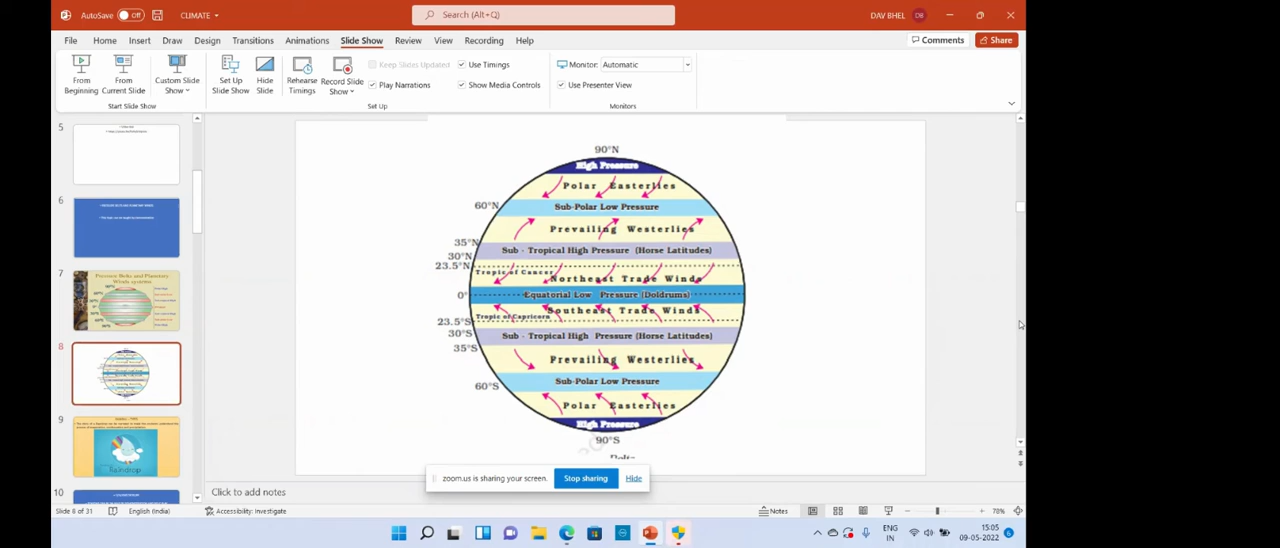 AutoSave Off CLIMATE Search (Alt+Q) DAV BHEL DB
File Home Insert Draw Design Transitions Animations Slide Show Review View Recording Help Comments Share
From Beginning
From Current Slide
Custom Slide Show
Start Slide Show
Set Up Slide Show
Hide Slide
Rehearse Timings
Record Slide Show
Keep Slides Updated
Play Narrations
Use Timings
Show Media Controls
Set Up
Monitor: Automatic
Use Presenter View
Monitors
5
6
7
Pressure Belts and Planetary
Winds systems
8
9
Raindrop
10
90°N
High Pressure
Polar Easterlies
60°N
Sub-Polar Low Pressure
Prevailing Westerlies
35°N
Sub - Tropical High Pressure (Horse Latitudes)
30°N
23.5°N
Tropic of Cancer
Northeast Trade Winds
0°
Equatorial Low Pressure (Doldrums)
Southeast Trade Winds
Tropic of Capricorn
23.5°S
30°S
Sub - Tropical High Pressure (Horse Latitudes)
35°S
Prevailing Westerlies
Sub-Polar Low Pressure
60°S
Polar Easterlies
High Pressure
90°S
zoom.us is sharing your screen. Stop sharing Hide
Click to add notes
Slide 8 of 31 English (India) Accessibility: Investigate Notes 78%
ENG
IN
15:05
09-05-2022
6